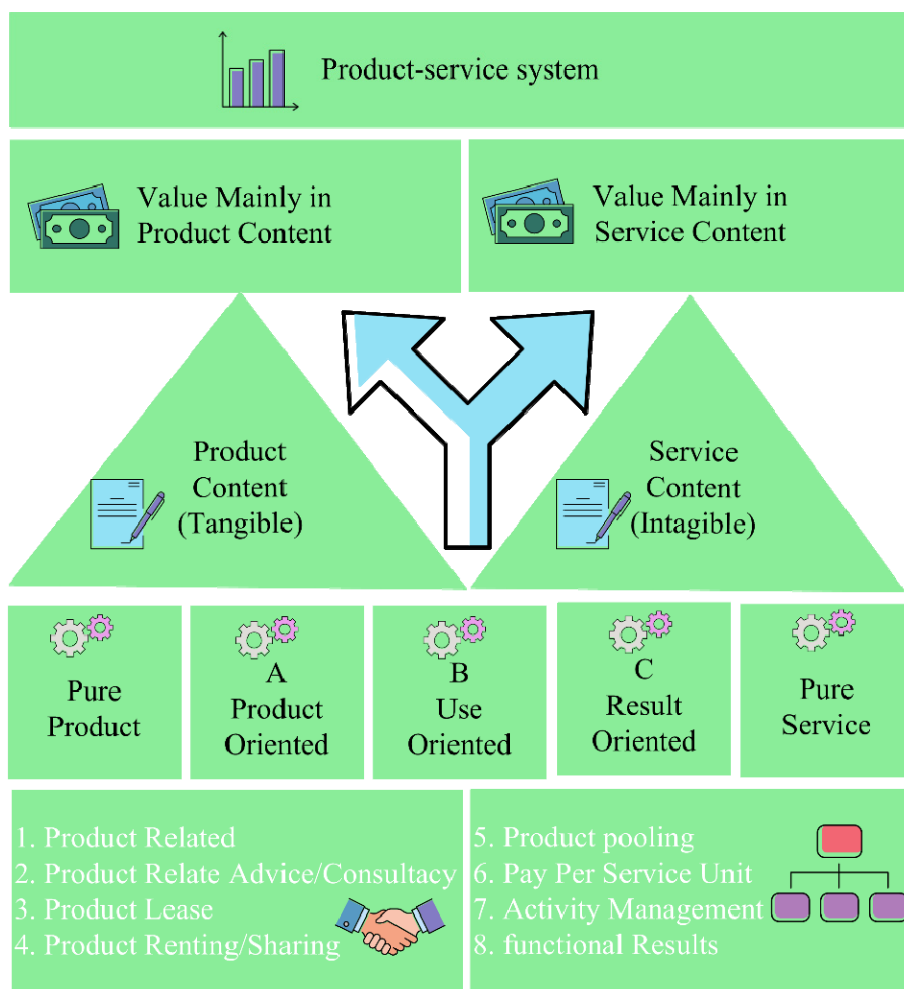 Product-service system
Value Mainly in
Product Content
Value Mainly in
Service Content
Product
Content
(Tangible)
Service
Content
(Intagible)
Pure
Product
A
Product
Oriented
B
Use
Oriented
C
Result
Oriented
Pure
Service
1. Product Related
2. Product Relate Advice/Consultacy
3. Product Lease
4. Product Renting/Sharing
5. Product pooling
6. Pay Per Service Unit
7. Activity Management
8. functional Results